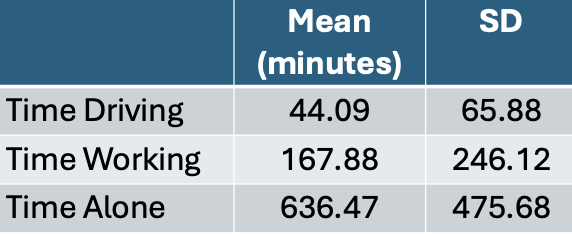 Mean SD
(minutes)
Time Driving 44.09 65.88
Time Working 167.88 246.12
Time Alone 636.47 475.68